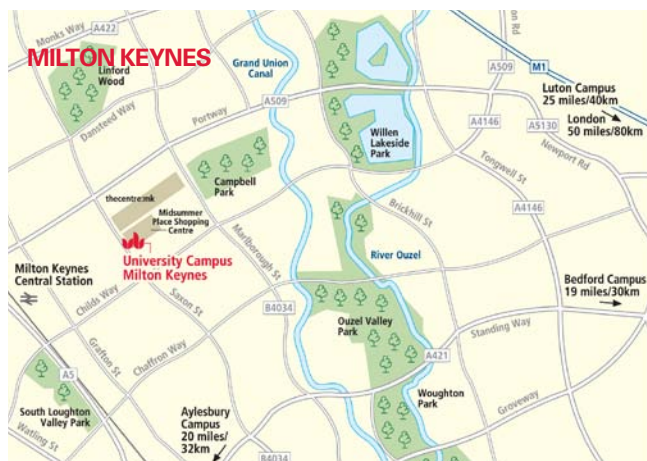 A422
Monks Way
MILTON KEYNES
Linford
Wood
Grand Union
Canal
A509
M1
Luton Campus
25 miles/40km
London
50 miles/80km
Dansteed Way
Portway
A509
Willen
Lakeside
Park
A4146
A5130
Newport Rd
Tongwell St
on Rd
Campbell
Park
thecentre:mk
Midsummer
Place Shopping
Centre
University Campus
Milton Keynes
Marlborough St
Brickhill St
A4146
River Ouzel
Milton Keynes
Central Station
Childs Way
Saxon St
Grafton St
Chaffron Way
B4034
Bedford Campus
19 miles/30km
Ouzel Valley
Park
Standing Way
A421
A5
South Loughton
Valley Park
Watling St
Woughton
Park
Groveway
Aylesbury
Campus
20 miles/
32km
B4034